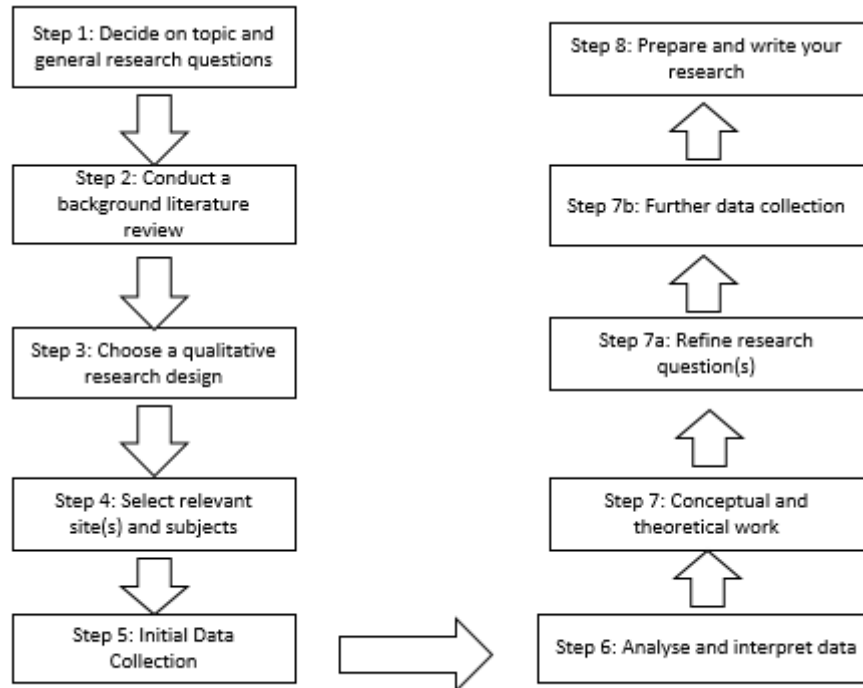 Step 1: Decide on topic and
general research questions
Step 2: Conduct a
background literature
review
Step 3: Choose a qualitative
research design
Step 4: Select relevant
site(s) and subjects
Step 5: Initial Data
Collection
Step 6: Analyse and interpret data
Step 7: Conceptual and
theoretical work
Step 7a: Refine research
question(s)
Step 7b: Further data collection
Step 8: Prepare and write your
research